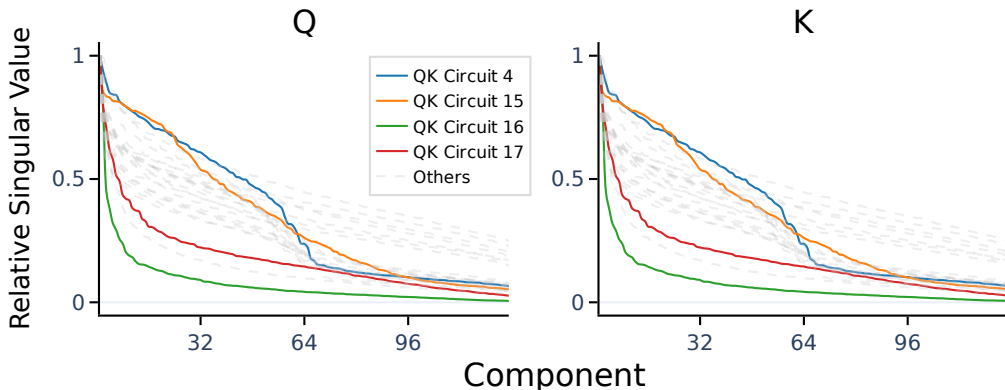 Q
K
Relative Singular Value
1
0.5
0
QK Circuit 4
QK Circuit 15
QK Circuit 16
QK Circuit 17
Others
32
64
96
1
0.5
0
32
64
96
Component